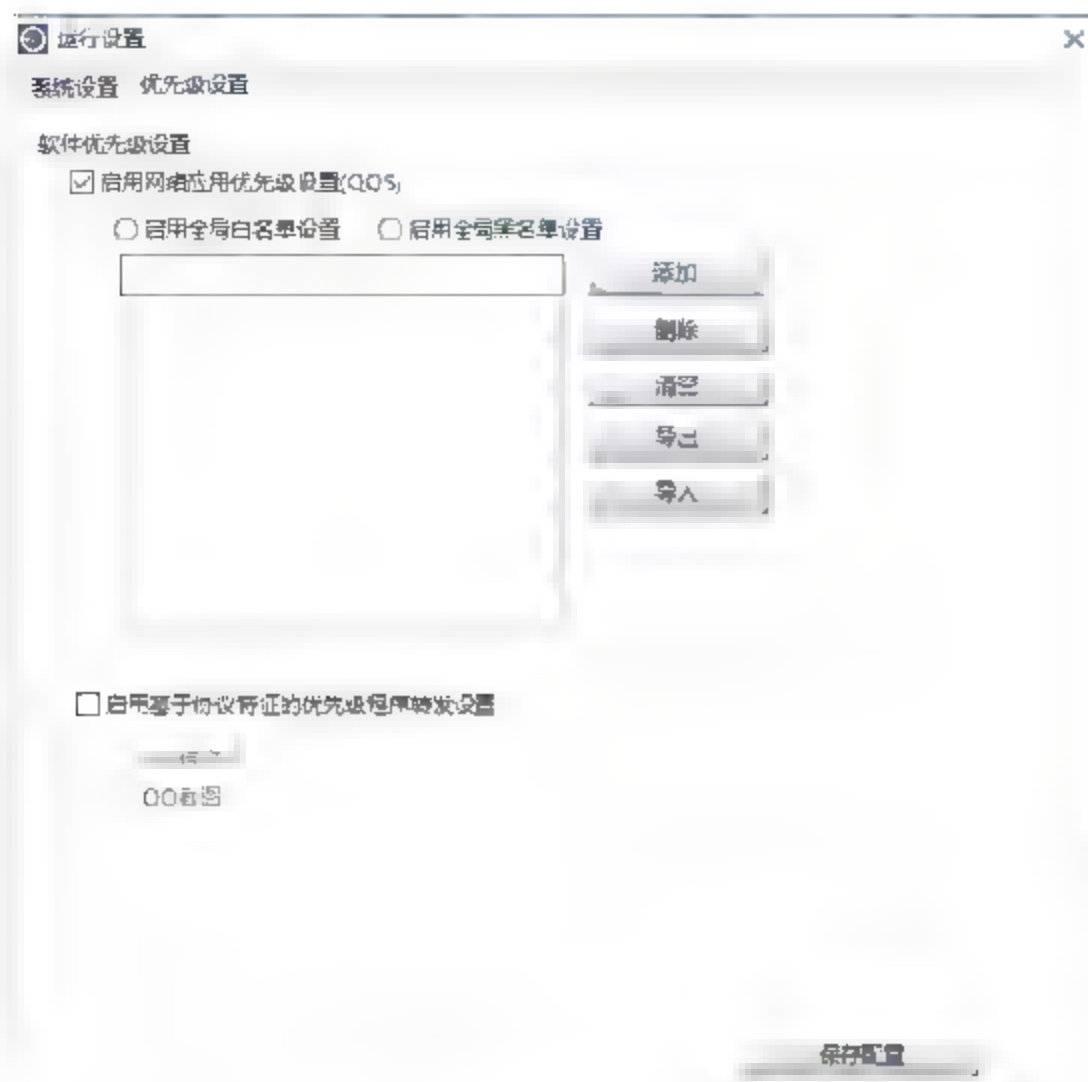 运行设置
系统设置 优先级设置
软件优先级设置
启用网络应用优先级设置(QOS)
启用全局白名单设置 启用全局黑名单设置
添加
删除
清空
导出
导入
启用基于协议特征的优先级程序转发设置
QQ截图
保存配置